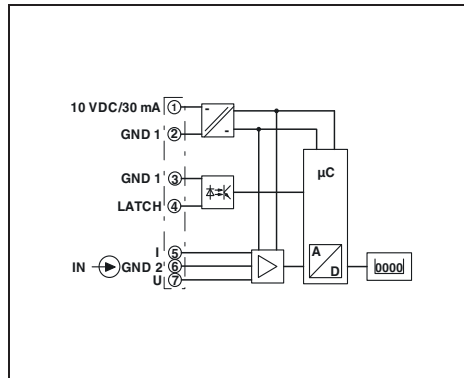 10 VDC/30 mA 1
GND 1 2
GND 1 3
LATCH 4
I 5
IN GND 2 6
U 7
- -
µC
A
D
0000